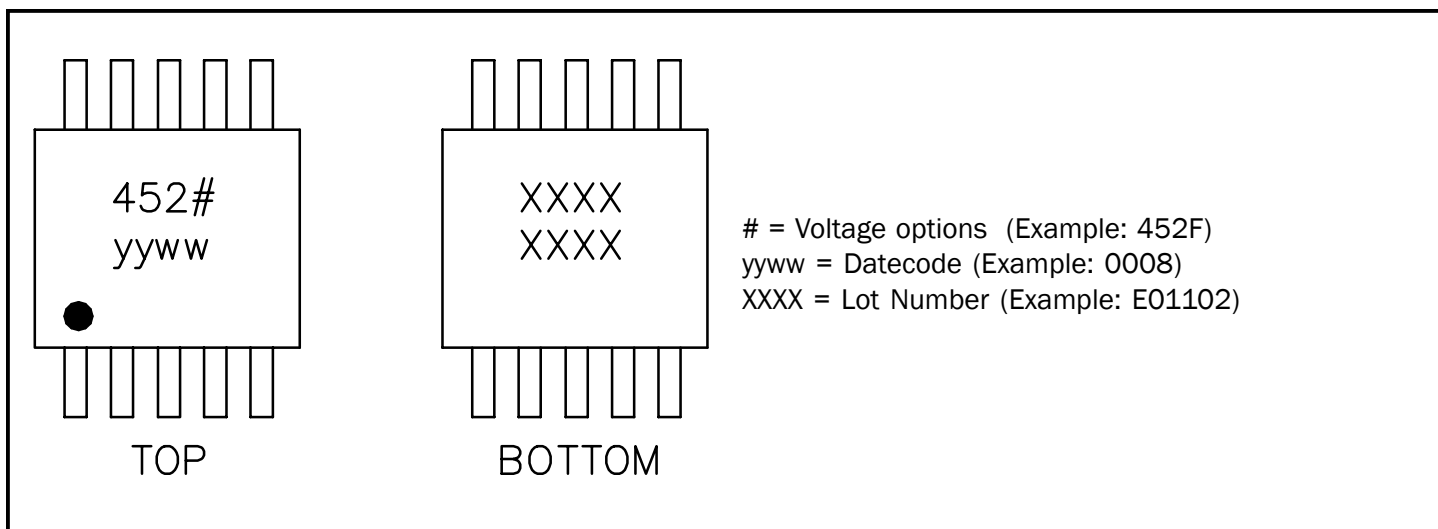 452#
yyww
TOP
XXXX
XXXX
BOTTOM
# = Voltage options (Example: 452F)
yyww = Datecode (Example: 0008)
XXXX = Lot Number (Example: E01102)